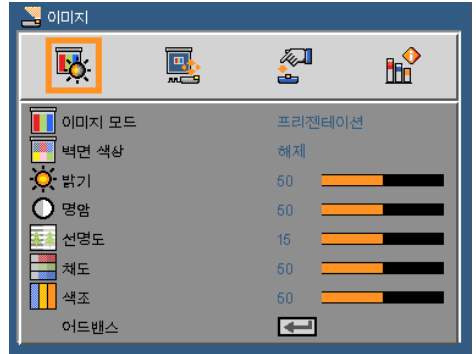 이미지
이미지 모드 프리젠테이션
벽면 색상 해제
밝기 50
명암 50
선명도 15
채도 50
색조 50
어드밴스